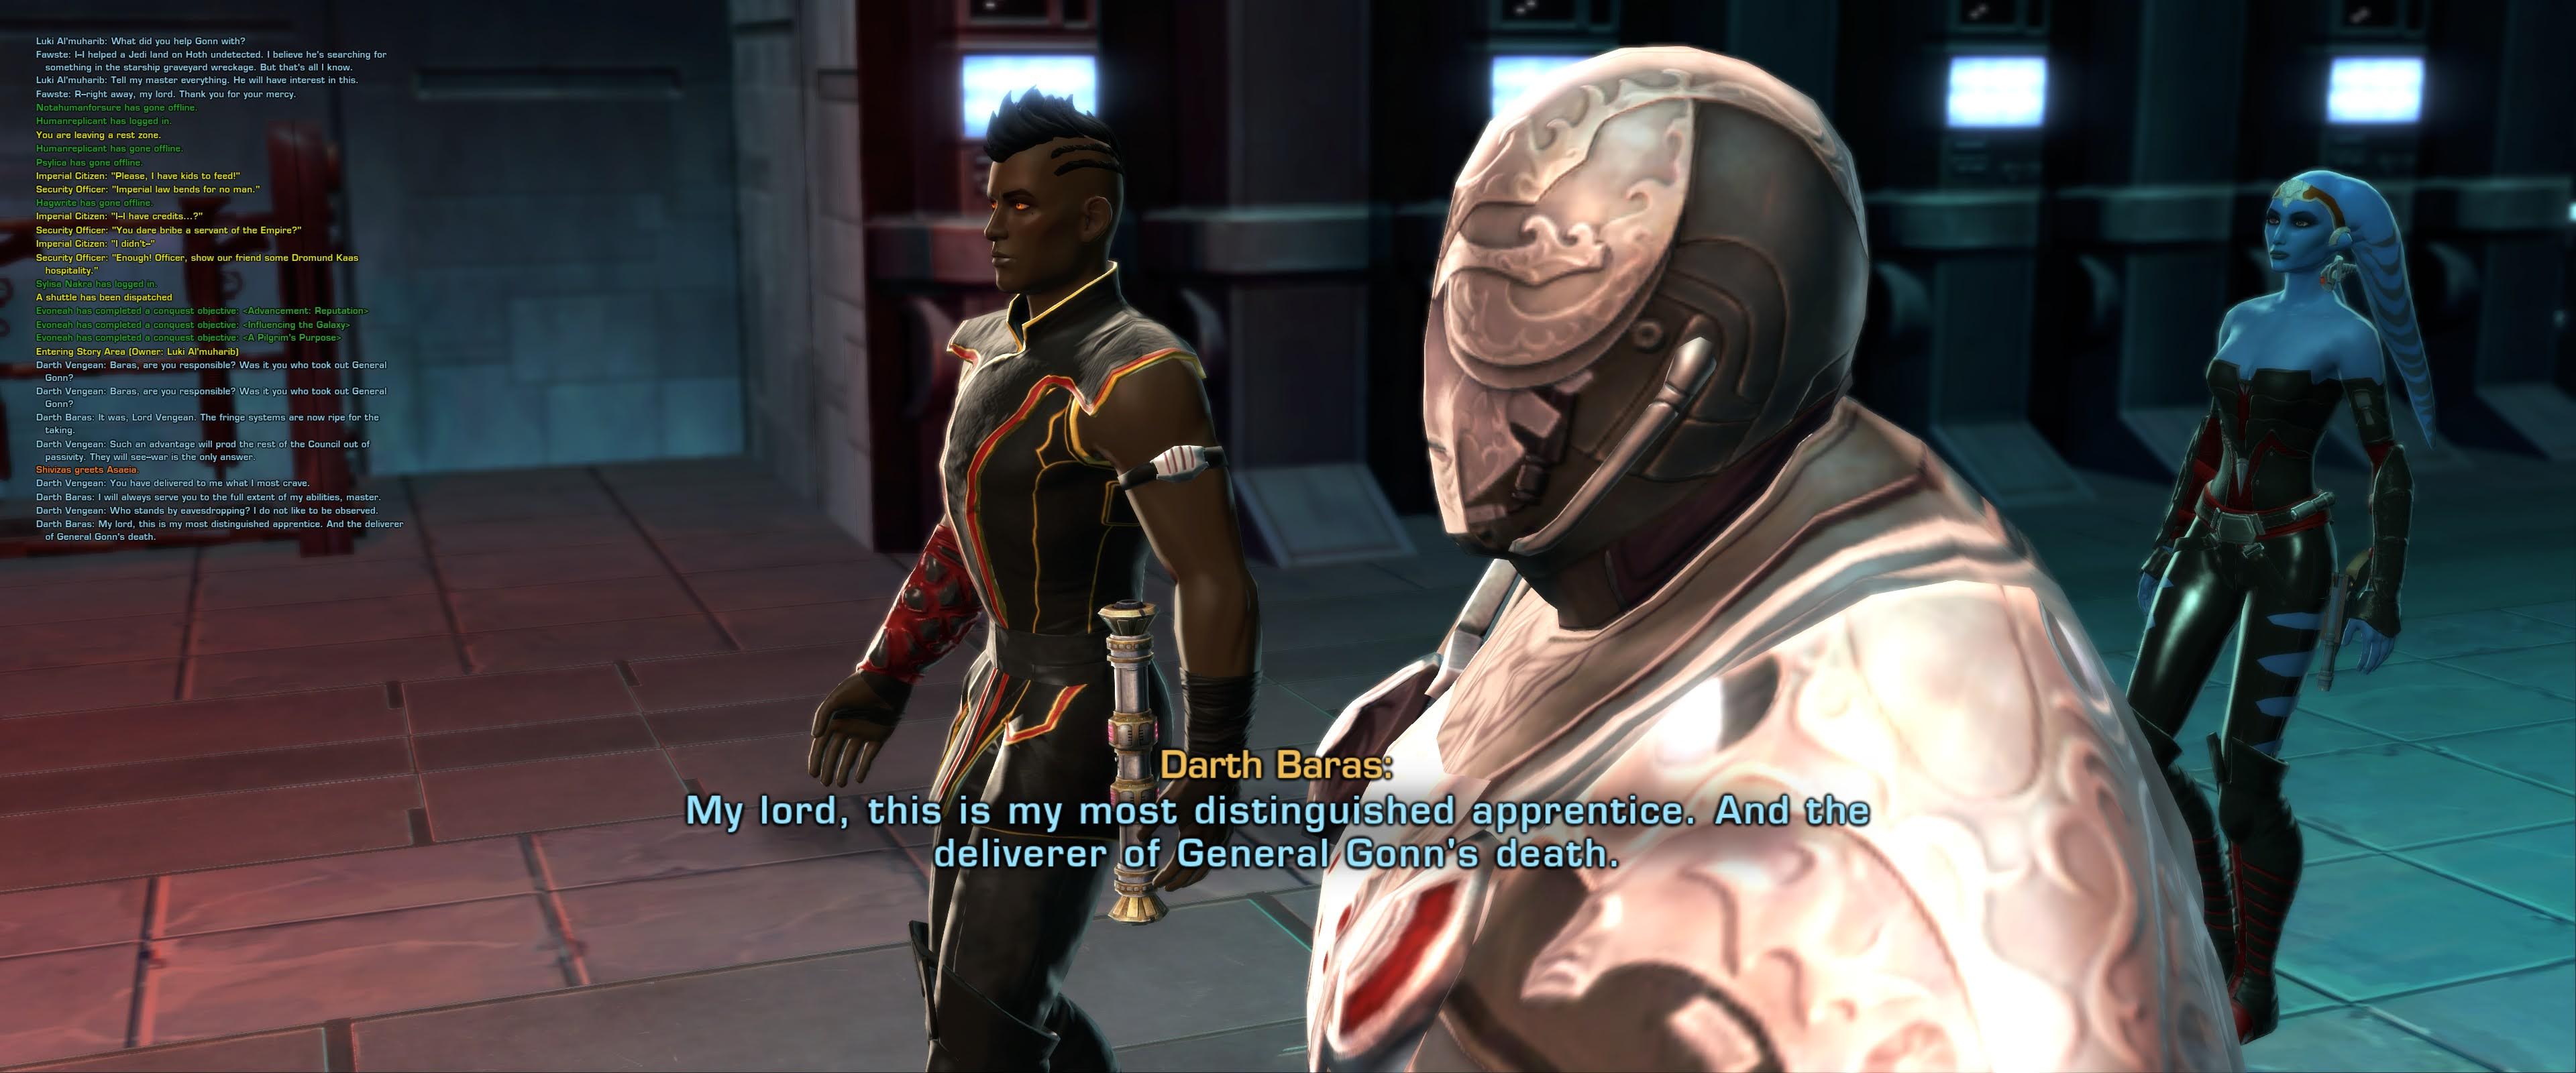 Luki Al'muharib: What did you help Gonn with?
Fawste: I–I helped a Jedi land on Hoth undetected. I believe he's searching for
something in the starship graveyard wreckage. But that's all I know.
Luki Al'muharib: Tell my master everything. He will have interest in this.
Fawste: R–right away, my lord. Thank you for your mercy.
Notahumanforsure has gone offline.
Humanreplicant has logged in.
You are leaving a rest zone.
Humanreplicant has gone offline.
Psylica has gone offline.
Imperial Citizen: "Please, I have kids to feed!"
Security Officer: "Imperial law bends for no man."
Hagwrite has gone offline.
Imperial Citizen: "I–I have credits...?"
Security Officer: "You dare bribe a servant of the Empire?"
Imperial Citizen: "I didn't–"
Security Officer: "Enough! Officer, show our friend some Dromund Kaas
hospitality."
Sylisa Nakra has logged in.
A shuttle has been dispatched
Evoneah has completed a conquest objective: <Advancement: Reputation>
Evoneah has completed a conquest objective: <Influencing the Galaxy>
Evoneah has completed a conquest objective: <A Pilgrim's Purpose>
Entering Story Area (Owner: Luki Al'muharib)
Darth Vengean: Baras, are you responsible? Was it you who took out General
Gonn?
Darth Vengean: Baras, are you responsible? Was it you who took out General
Gonn?
Darth Baras: It was, Lord Vengean. The fringe systems are now ripe for the
taking.
Darth Vengean: Such an advantage will prod the rest of the Council out of
passivity. They will see–war is the only answer.
Shivizas greets Asaeia.
Darth Vengean: You have delivered to me what I most crave.
Darth Baras: I will always serve you to the full extent of my abilities, master.
Darth Vengean: Who stands by eavesdropping? I do not like to be observed.
Darth Baras: My lord, this is my most distinguished apprentice. And the deliverer
of General Gonn's death.
Darth Baras:
My lord, this is my most distinguished apprentice. And the
deliverer of General Gonn's death.